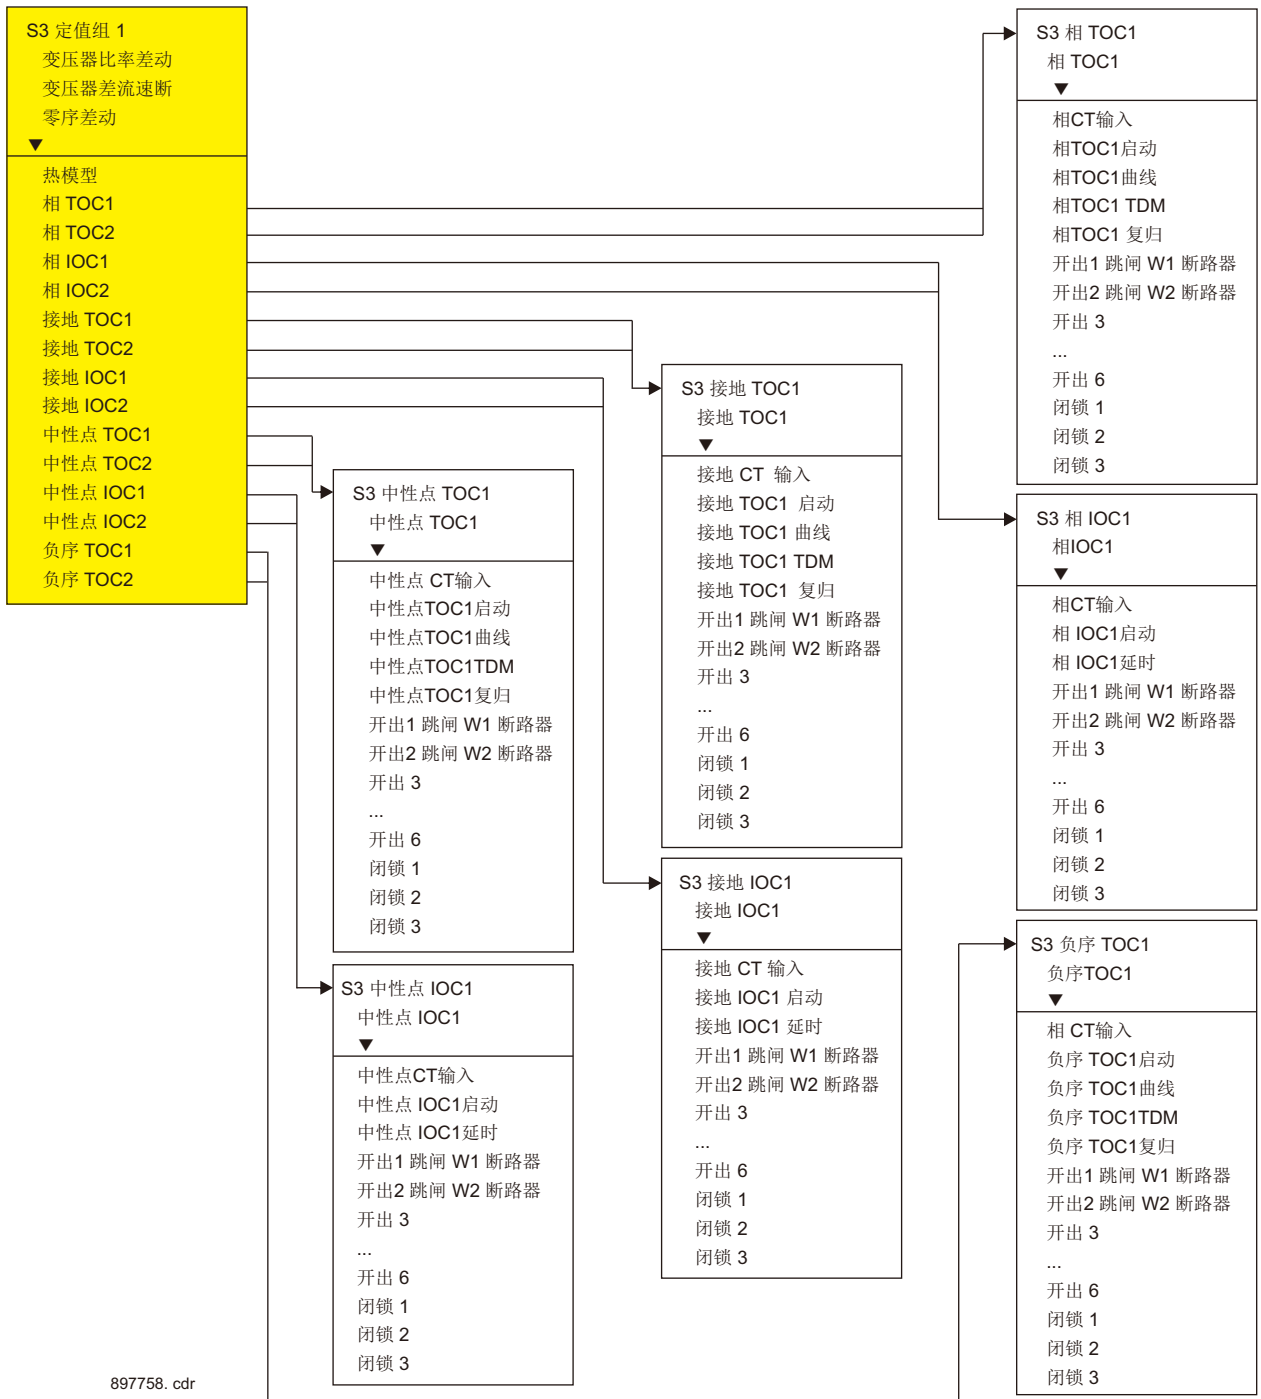 S3 定值组 1
变压器比率差动
变压器差流速断
零序差动
▼
热模型
相 TOC1
相 TOC2
相 IOC1
相 IOC2
接地 TOC1
接地 TOC2
接地 IOC1
接地 IOC2
中性点 TOC1
中性点 TOC2
中性点 IOC1
中性点 IOC2
负序 TOC1
负序 TOC2
S3 中性点 TOC1
中性点 TOC1
▼
中性点 CT输入
中性点TOC1启动
中性点TOC1曲线
中性点TOC1TDM
中性点TOC1复归
开出1 跳闸 W1 断路器
开出2 跳闸 W2 断路器
开出 3
...
开出 6
闭锁 1
闭锁 2
闭锁 3
S3 中性点 IOC1
中性点 IOC1
▼
中性点CT输入
中性点 IOC1启动
中性点 IOC1延时
开出1 跳闸 W1 断路器
开出2 跳闸 W2 断路器
开出 3
...
开出 6
闭锁 1
闭锁 2
闭锁 3
S3 接地 TOC1
接地 TOC1
▼
接地 CT 输入
接地 TOC1 启动
接地 TOC1 曲线
接地 TOC1 TDM
接地 TOC1 复归
开出1 跳闸 W1 断路器
开出2 跳闸 W2 断路器
开出 3
...
开出 6
闭锁 1
闭锁 2
闭锁 3
S3 接地 IOC1
接地 IOC1
▼
接地 CT 输入
接地 IOC1 启动
接地 IOC1 延时
开出1 跳闸 W1 断路器
开出2 跳闸 W2 断路器
开出 3
...
开出 6
闭锁 1
闭锁 2
闭锁 3
S3 相 TOC1
相 TOC1
▼
相CT输入
相TOC1启动
相TOC1曲线
相TOC1 TDM
相TOC1 复归
开出1 跳闸 W1 断路器
开出2 跳闸 W2 断路器
开出 3
...
开出 6
闭锁 1
闭锁 2
闭锁 3
S3 相 IOC1
相IOC1
▼
相CT输入
相 IOC1启动
相 IOC1延时
开出1 跳闸 W1 断路器
开出2 跳闸 W2 断路器
开出 3
...
开出 6
闭锁 1
闭锁 2
闭锁 3
S3 负序 TOC1
负序TOC1
▼
相 CT输入
负序 TOC1启动
负序 TOC1曲线
负序 TOC1TDM
负序 TOC1复归
开出1 跳闸 W1 断路器
开出2 跳闸 W2 断路器
开出 3
...
开出 6
闭锁 1
闭锁 2
闭锁 3
897758. cdr